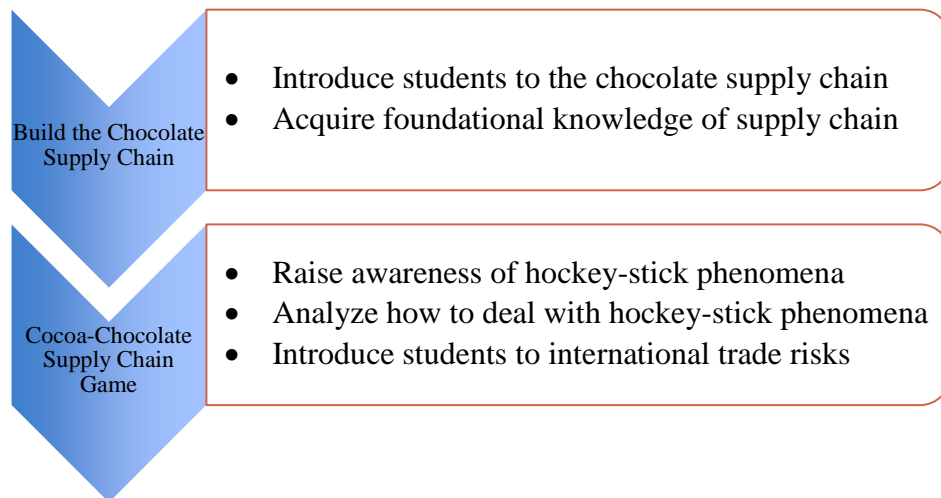 Build the Chocolate
Supply Chain
• Introduce students to the chocolate supply chain
• Acquire foundational knowledge of supply chain
Cocoa-Chocolate
Supply Chain
Game
• Raise awareness of hockey-stick phenomena
• Analyze how to deal with hockey-stick phenomena
• Introduce students to international trade risks